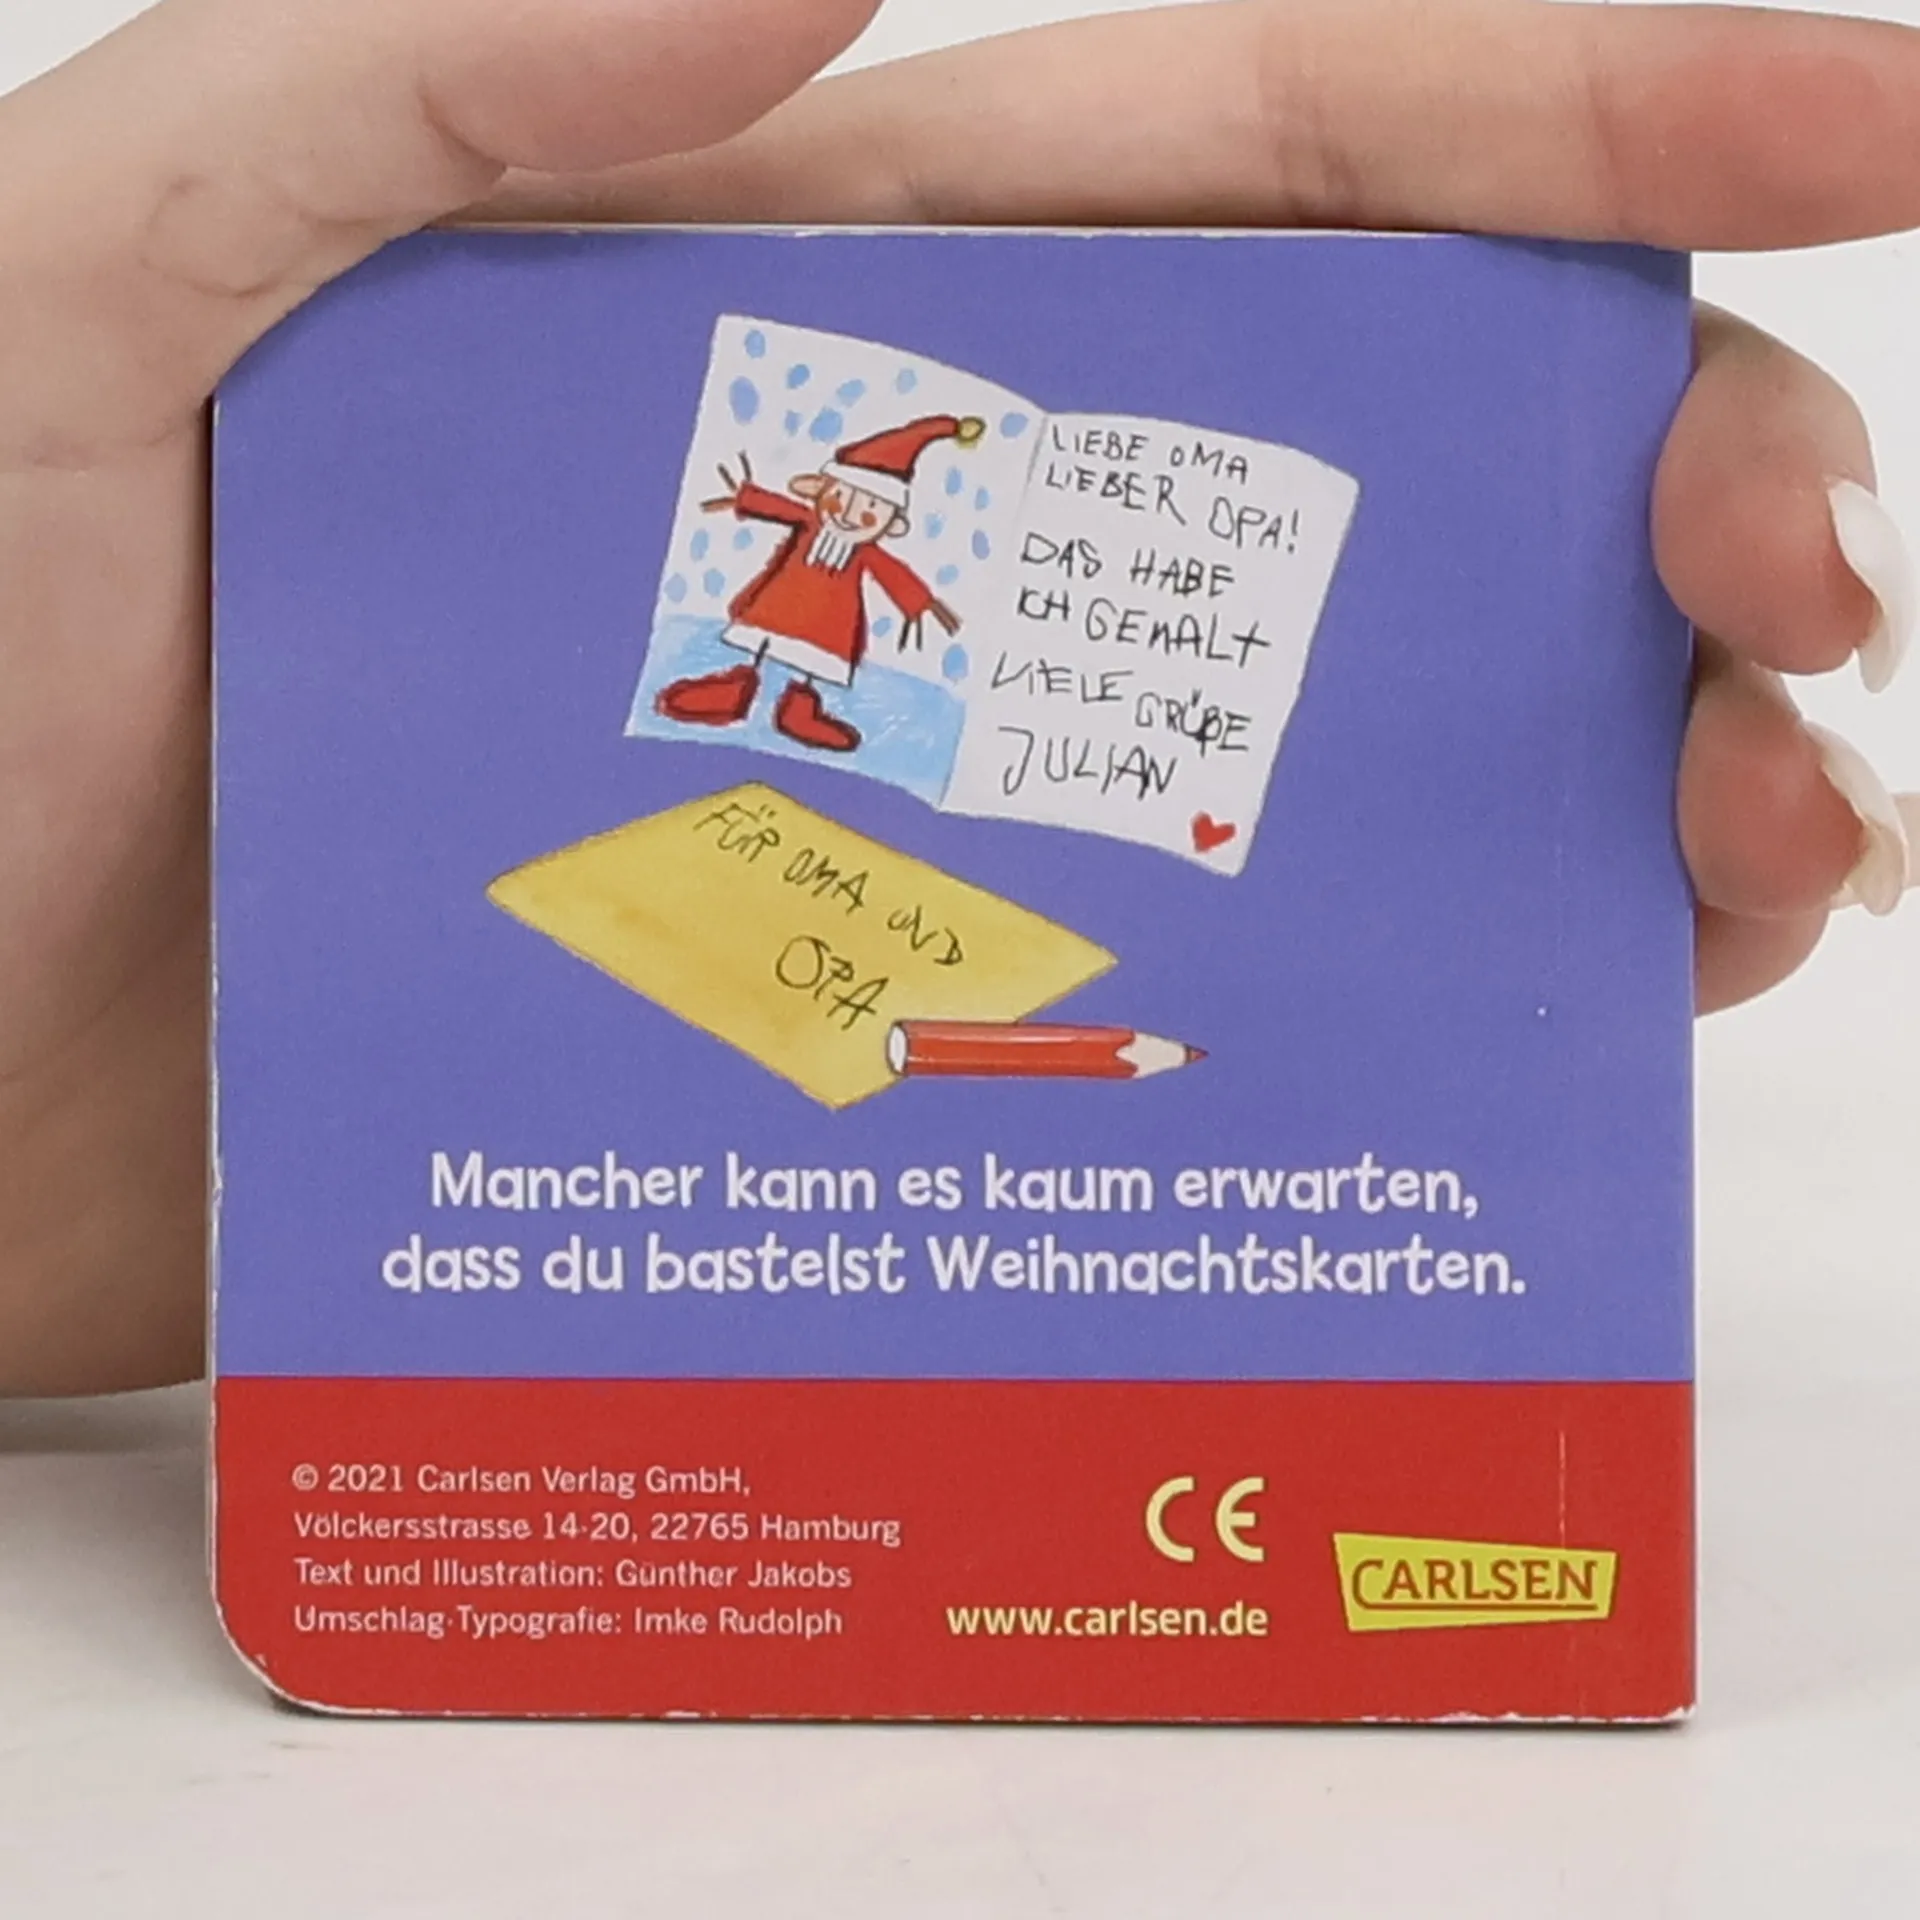 LIEBE OMA
LIEBER OPA!
DAS HABE
ICH GEMALT
VIELE GRÜßE
JULIAN
FÜR OMA UND
OPA
Mancher kann es kaum erwarten,
dass du bastelst Weihnachtskarten.
© 2021 Carlsen Verlag GmbH,
Völckersstrasse 14-20, 22765 Hamburg
Text und Illustration: Günther Jakobs
Umschlag-Typografie: Imke Rudolph
CE
www.carlsen.de
CARLSEN